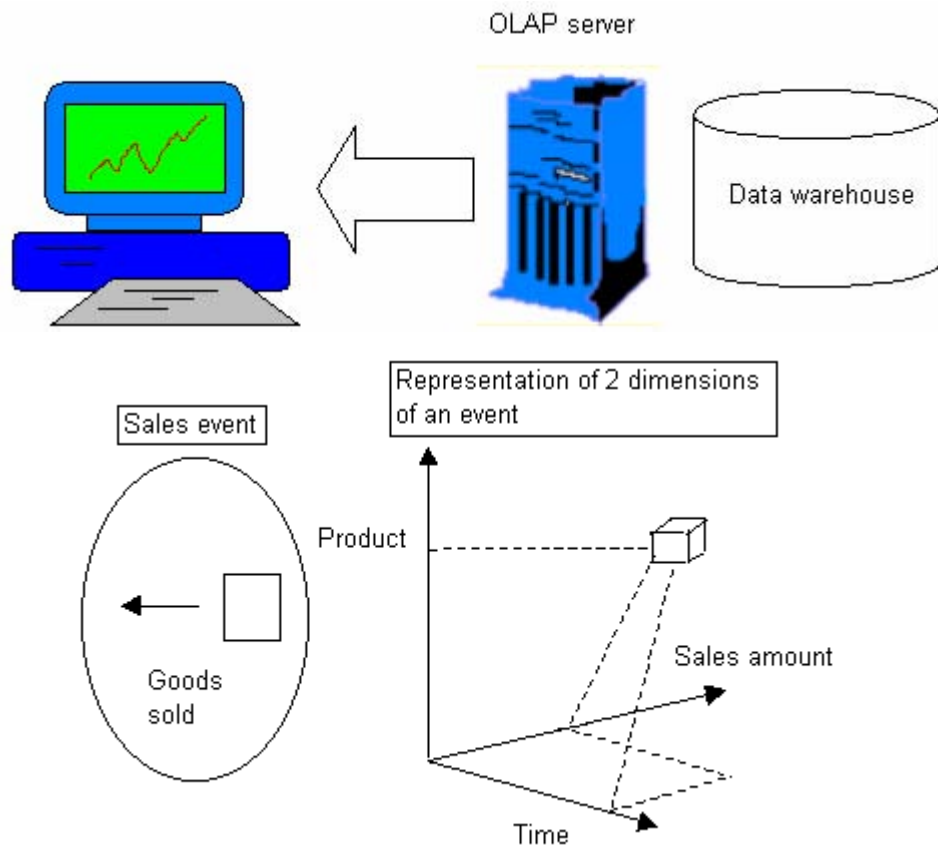 OLAP server
Data warehouse
Representation of 2 dimensions
of an event
Sales event
Product
Goods
sold
Sales amount
Time